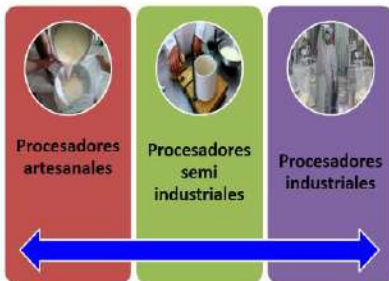 Procesadores
artesanales
Procesadores
semi
industriales
Procesadores
industriales